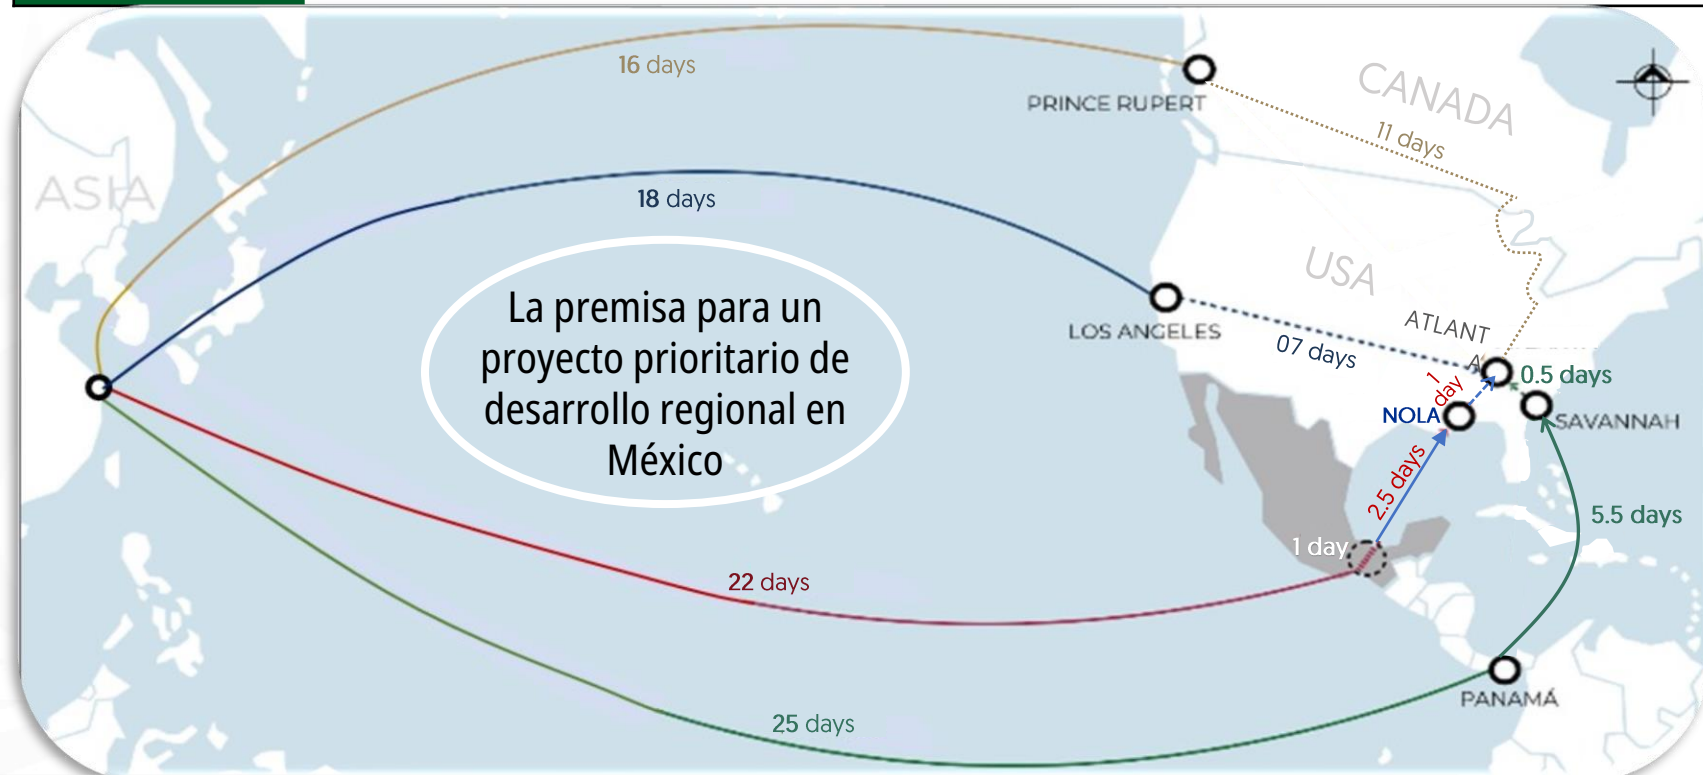 16 days
PRINCE RUPERT
CANADA
11 days
ASIA
18 days
USA
LOS ANGELES
07 days
ATLANT
A
La premisa para un
proyecto prioritario de
desarrollo regional en
México
1
day
0.5 days
NOLA
SAVANNAH
2.5 days
5.5 days
1 day
22 days
PANAMÁ
25 days